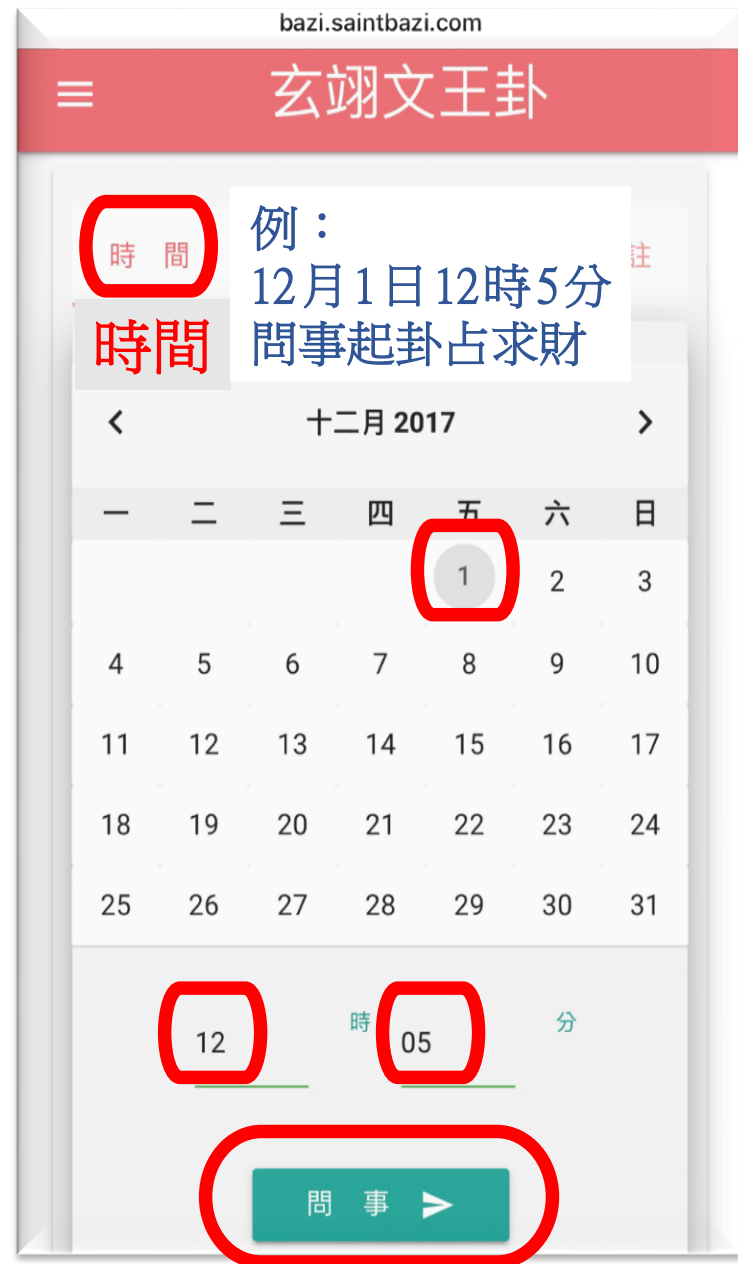 bazi.saintbazi.com
玄翊文王卦
時 間
註
例：
12月1日12時5分
問事起卦占求財
時間
十二月 2017
一 二 三 四 五 六 日
1 2 3
4 5 6 7 8 9 10
11 12 13 14 15 16 17
18 19 20 21 22 23 24
25 26 27 28 29 30 31
12 時 05 分
問 事